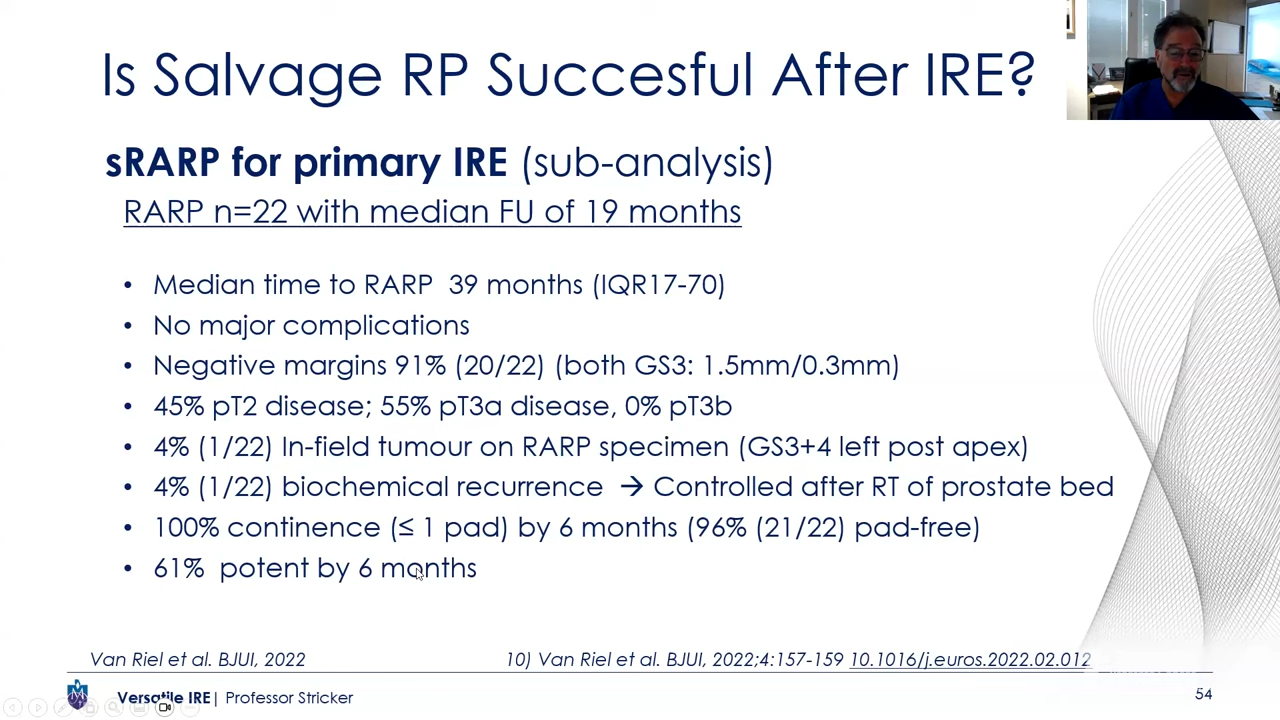 Is Salvage RP Succesful After IRE?
sRARP for primary IRE (sub-analysis)
RARP n=22 with median FU of 19 months
• Median time to RARP 39 months (IQR17-70)
• No major complications
• Negative margins 91% (20/22) (both GS3: 1.5mm/0.3mm)
• 45% pT2 disease; 55% pT3a disease, 0% pT3b
• 4% (1/22) In-field tumour on RARP specimen (GS3+4 left post apex)
• 4% (1/22) biochemical recurrence → Controlled after RT of prostate bed
• 100% continence (≤ 1 pad) by 6 months (96% (21/22) pad-free)
• 61% potent by 6 months
Van Riel et al. BJUI, 2022
10) Van Riel et al. BJUI, 2022;4:157-159 10.1016/j.euros.2022.02.012
Versatile IRE| Professor Stricker
54